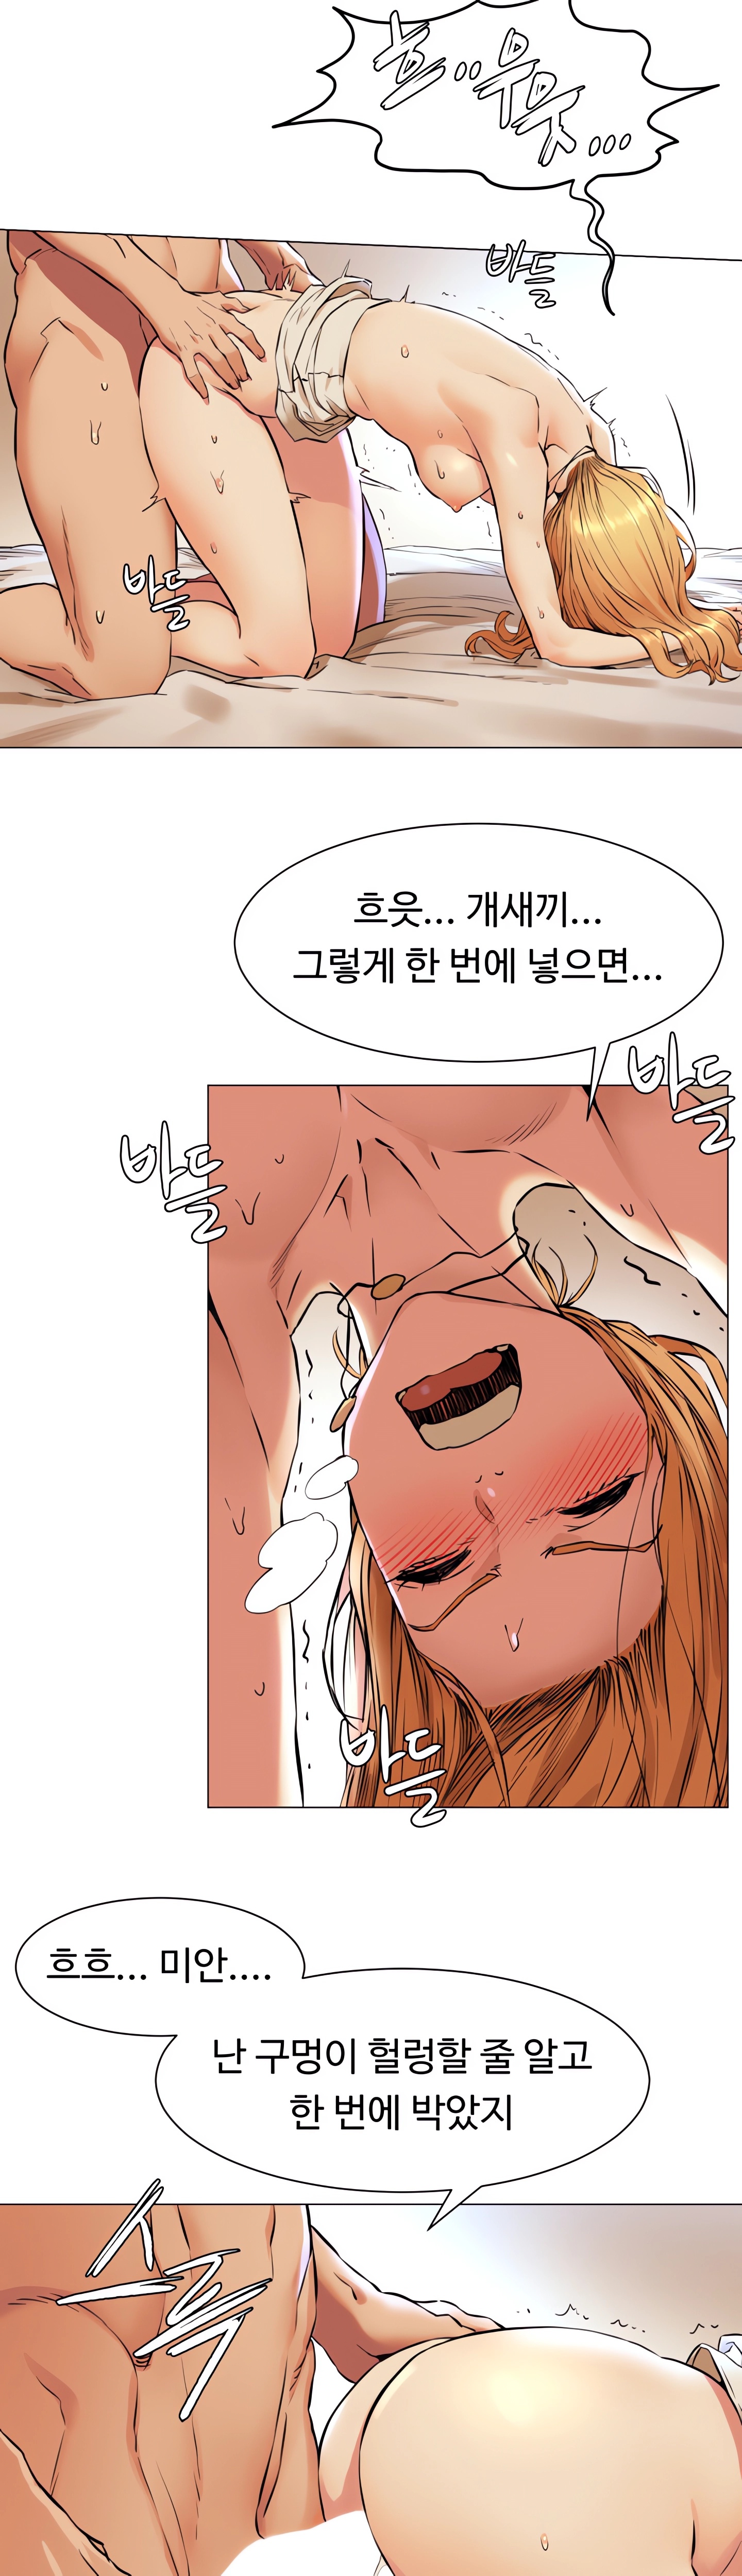 흐..우읏...
바들
바들
흐읏... 개새끼...
그렇게 한 번에 넣으면...
바들
바들
바들
흐흐... 미안....
난 구멍이 헐렁할 줄 알고
한 번에 박았지
스륵